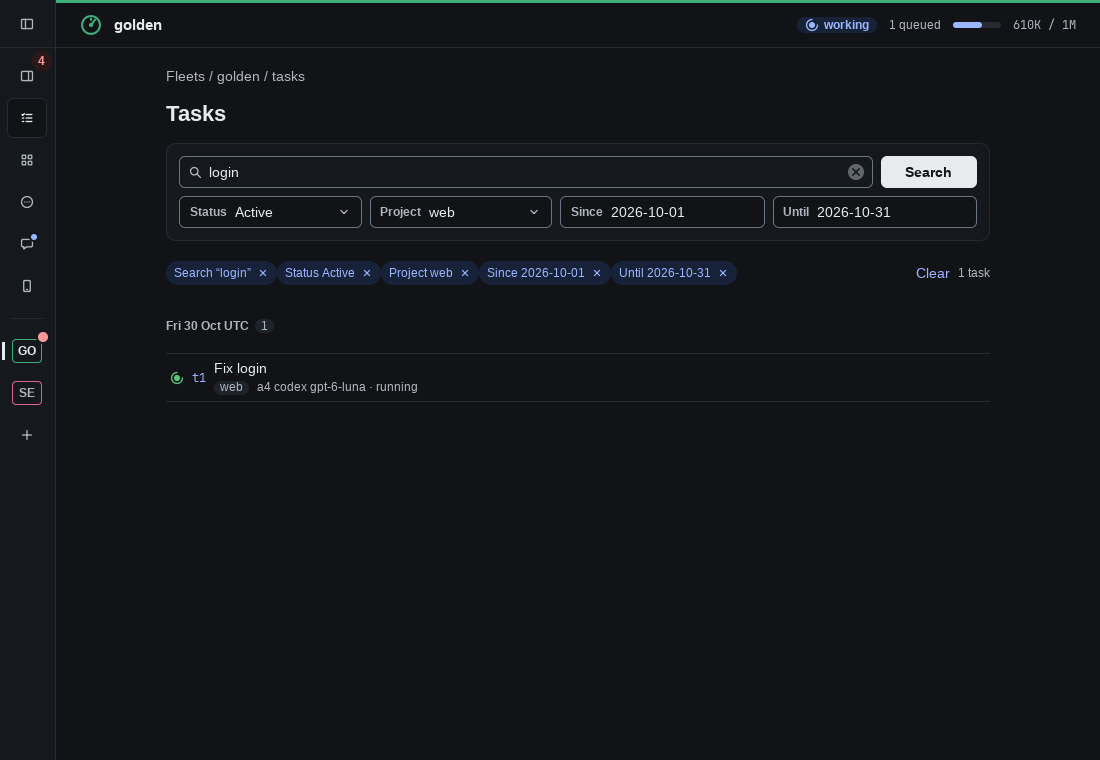 golden
working
1 queued
610K / 1M
4
Fleets / golden / tasks
Tasks
login
Search
Status Active
Project web
Since 2026-10-01
Until 2026-10-31
Search “login” ×
Status Active ×
Project web ×
Since 2026-10-01 ×
Until 2026-10-31 ×
Clear
1 task
Fri 30 Oct UTC 1
t1
Fix login
web a4 codex gpt-6-luna · running
GO
SE